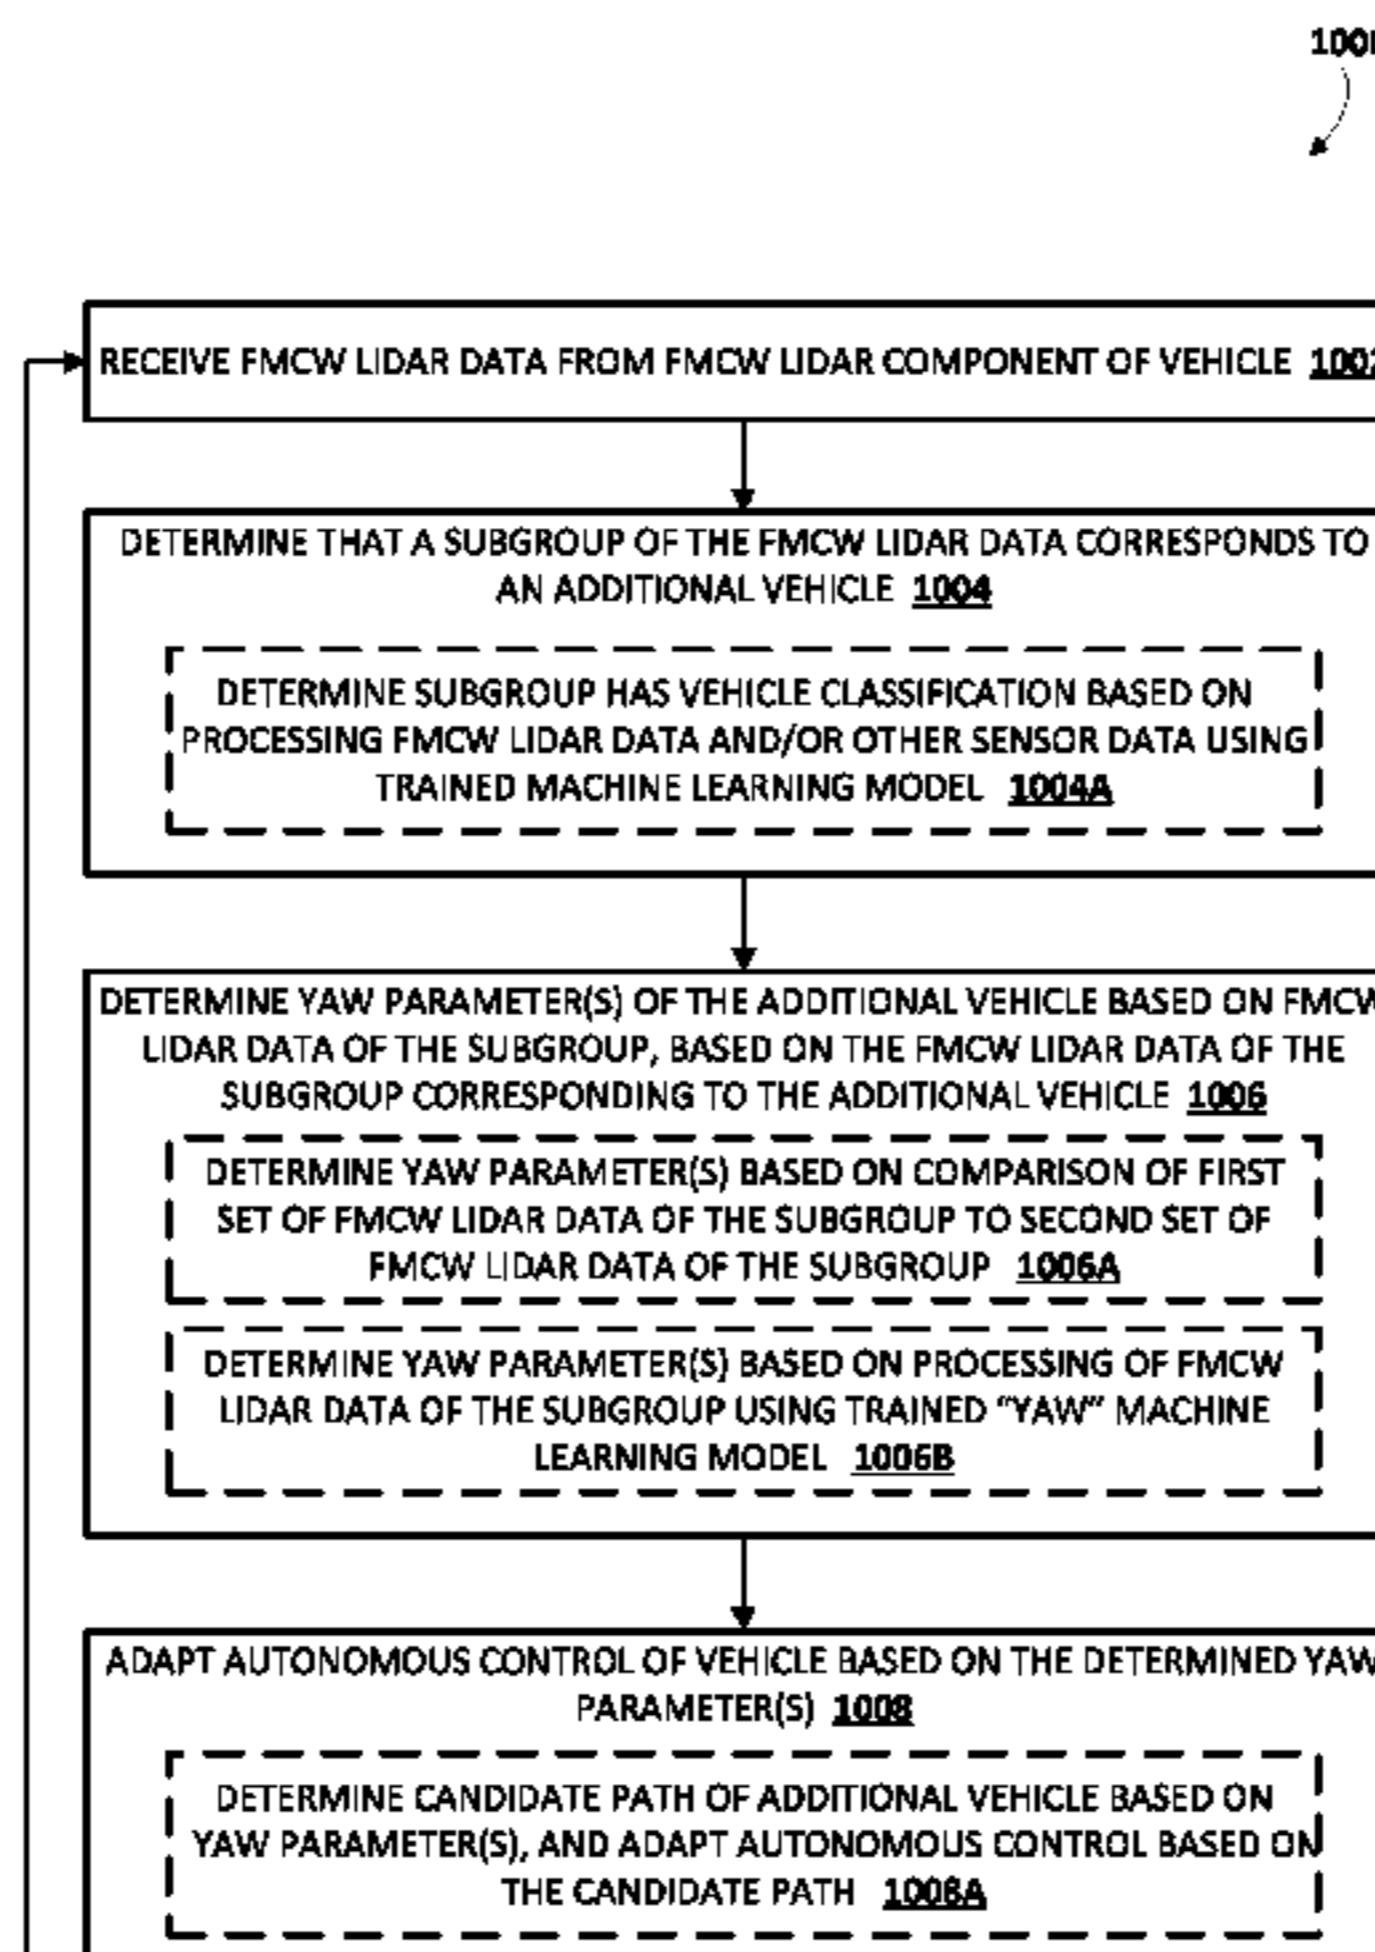 RECEIVE FMCW LIDAR DATA FROM FMCW LIDAR COMPONENT OF VEHICLE
DETERMINE THAT A SUBGROUP OF THE FMCW LIDAR DATA CORRESPONDS TO
AN ADDITIONAL VEHICLE 1004
DETERMINE SUBGROUP HAS VEHICLE CLASSIFICATION BASED ON
PROCESSING FMCW LIDAR DATA AND/OR OTHER SENSOR DATA USING
TRAINED MACHINE LEARNING MODEL 1004A
DETERMINE YAW PARAMETER(S) OF THE ADDITIONAL VEHICLE BASED ON FMCW
LIDAR DATA OF THE SUBGROUP, BASED ON THE FMCW LIDAR DATA OF THE
SUBGROUP CORRESPONDING TO THE ADDITIONAL VEHICLE 1006
DETERMINE YAW PARAMETER(S) BASED ON COMPARISON OF FIRST
SET OF FMCW LIDAR DATA OF THE SUBGROUP TO SECOND SET OF
FMCW LIDAR DATA OF THE SUBGROUP 1006A
DETERMINE YAW PARAMETER(S) BASED ON PROCESSING OF FMCW
LIDAR DATA OF THE SUBGROUP USING TRAINED “YAW” MACHINE
LEARNING MODEL 1006B
ADAPT AUTONOMOUS CONTROL OF VEHICLE BASED ON THE DETERMINED YAW
PARAMETER(S) 1008
DETERMINE CANDIDATE PATH OF ADDITIONAL VEHICLE BASED ON
YAW PARAMETER(S), AND ADAPT AUTONOMOUS CONTROL BASED ON
THE CANDIDATE PATH 1008A